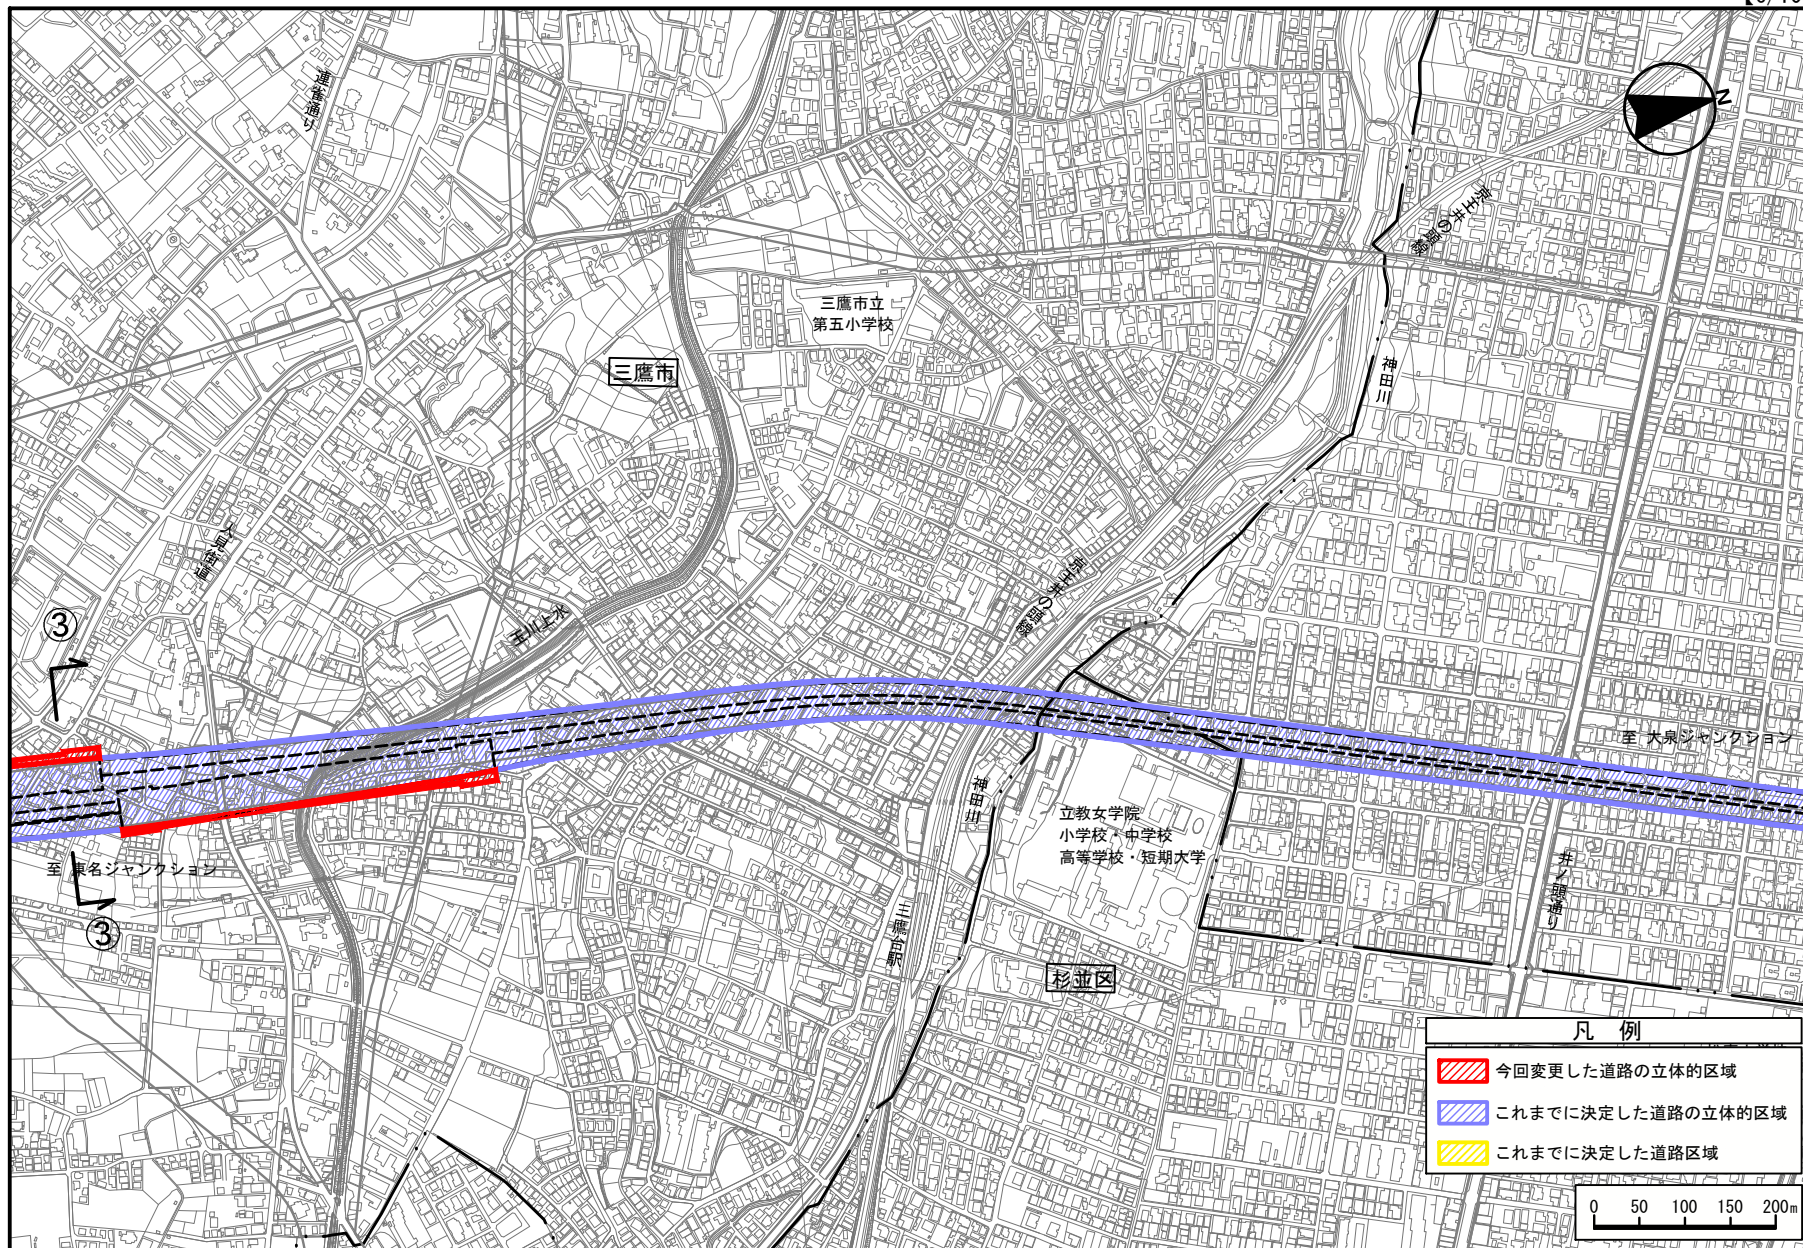 連雀通り
N
京王井の頭線
三鷹市立
第五小学校
三鷹市
神田川
人見街道
玉川上水
京王井の頭線
③
至 大泉ジャンクション
神田川
立教女学院
小学校・中学校
高等学校・短期大学
至 東名ジャンクション
③
井ノ頭通り
三鷹台駅
杉並区
凡 例
今回変更した道路の立体的区域
これまでに決定した道路の立体的区域
これまでに決定した道路区域
0 50 100 150 200m